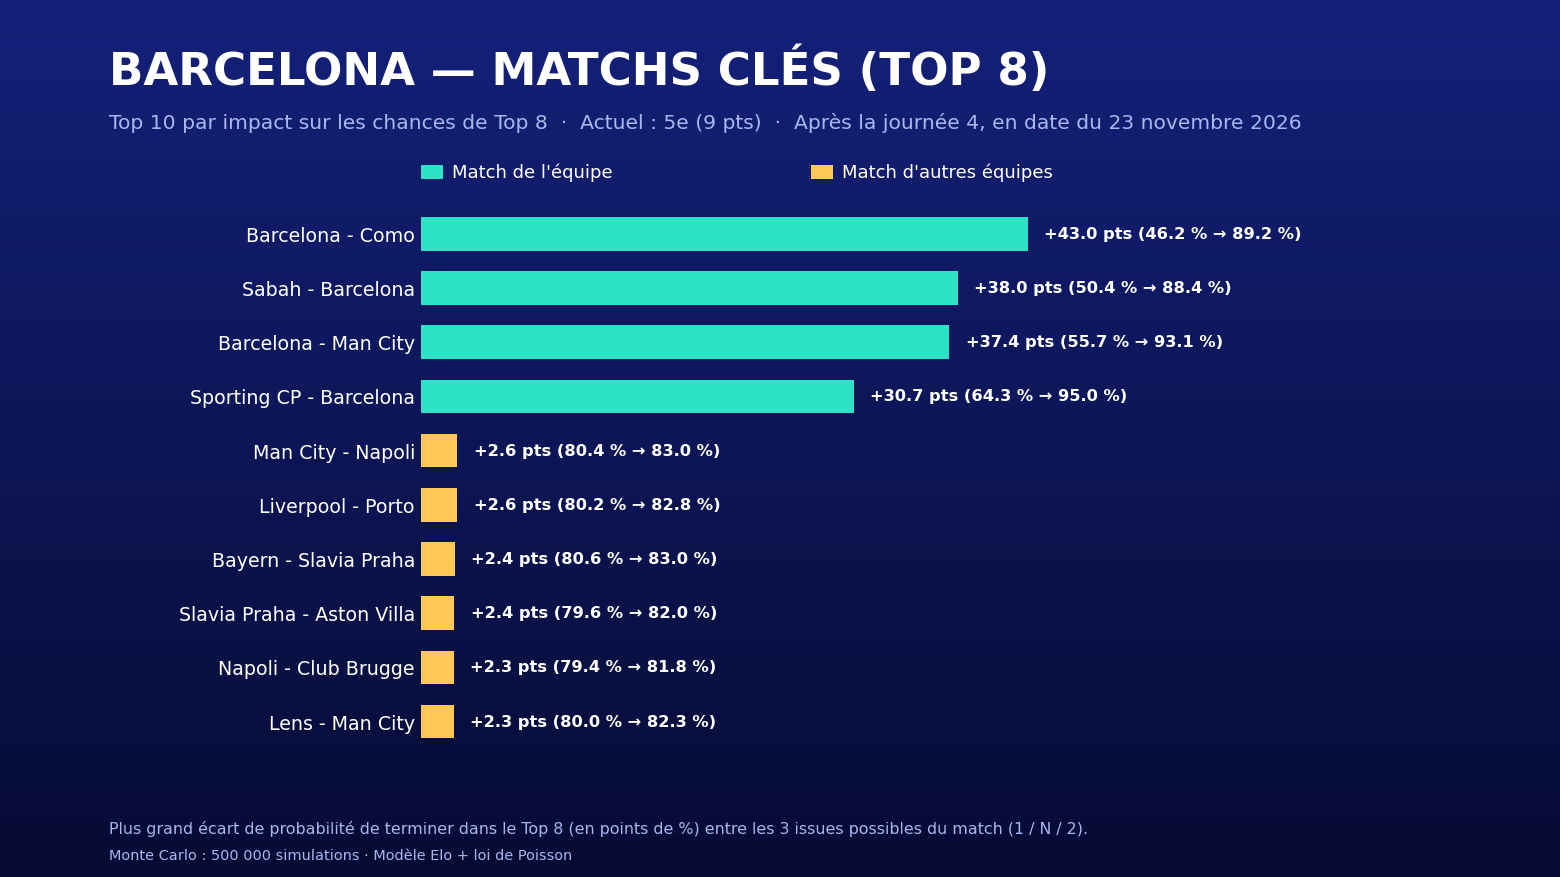 BARCELONA — MATCHS CLÉS (TOP 8)
Top 10 par impact sur les chances de Top 8 · Actuel : 5e (9 pts) · Après la journée 4, en date du 23 novembre 2026
Match de l'équipe Match d'autres équipes
Barcelona - Como +43.0 pts (46.2 % → 89.2 %)
Sabah - Barcelona +38.0 pts (50.4 % → 88.4 %)
Barcelona - Man City +37.4 pts (55.7 % → 93.1 %)
Sporting CP - Barcelona +30.7 pts (64.3 % → 95.0 %)
Man City - Napoli +2.6 pts (80.4 % → 83.0 %)
Liverpool - Porto +2.6 pts (80.2 % → 82.8 %)
Bayern - Slavia Praha +2.4 pts (80.6 % → 83.0 %)
Slavia Praha - Aston Villa +2.4 pts (79.6 % → 82.0 %)
Napoli - Club Brugge +2.3 pts (79.4 % → 81.8 %)
Lens - Man City +2.3 pts (80.0 % → 82.3 %)
Plus grand écart de probabilité de terminer dans le Top 8 (en points de %) entre les 3 issues possibles du match (1 / N / 2).
Monte Carlo : 500 000 simulations · Modèle Elo + loi de Poisson